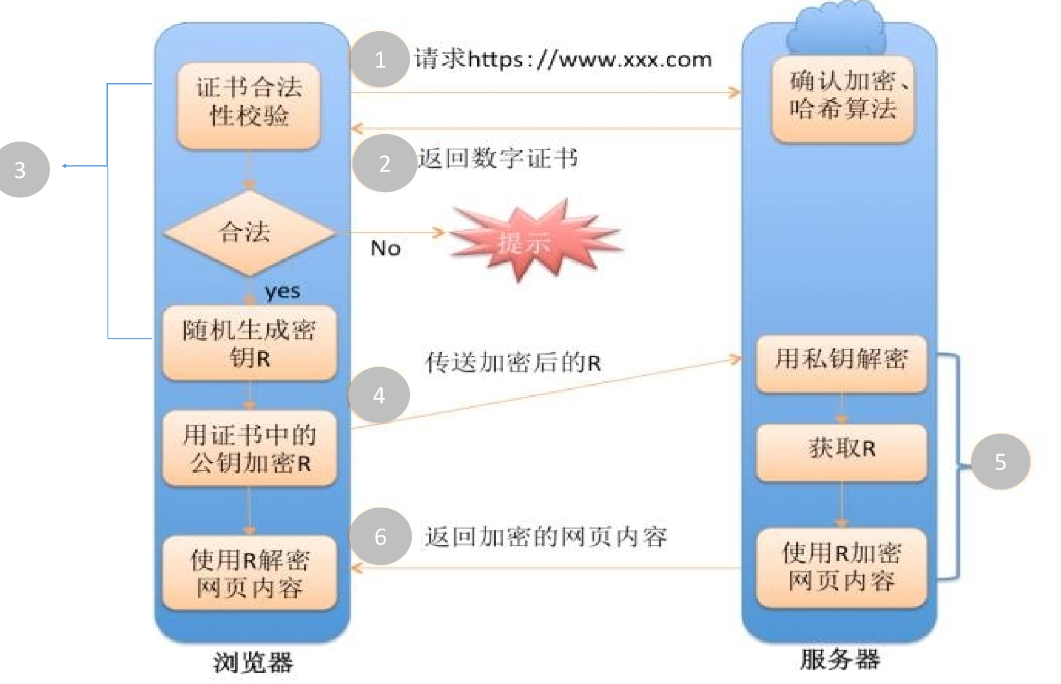 1
请求https://www.xxx.com
证书合法
性校验
确认加密、
哈希算法
2
返回数字证书
3
合法
No
提示
yes
随机生成密
钥R
传送加密后的R
4
用私钥解密
用证书中的
公钥加密R
获取R
5
6
返回加密的网页内容
使用R解密
网页内容
使用R加密
网页内容
浏览器
服务器